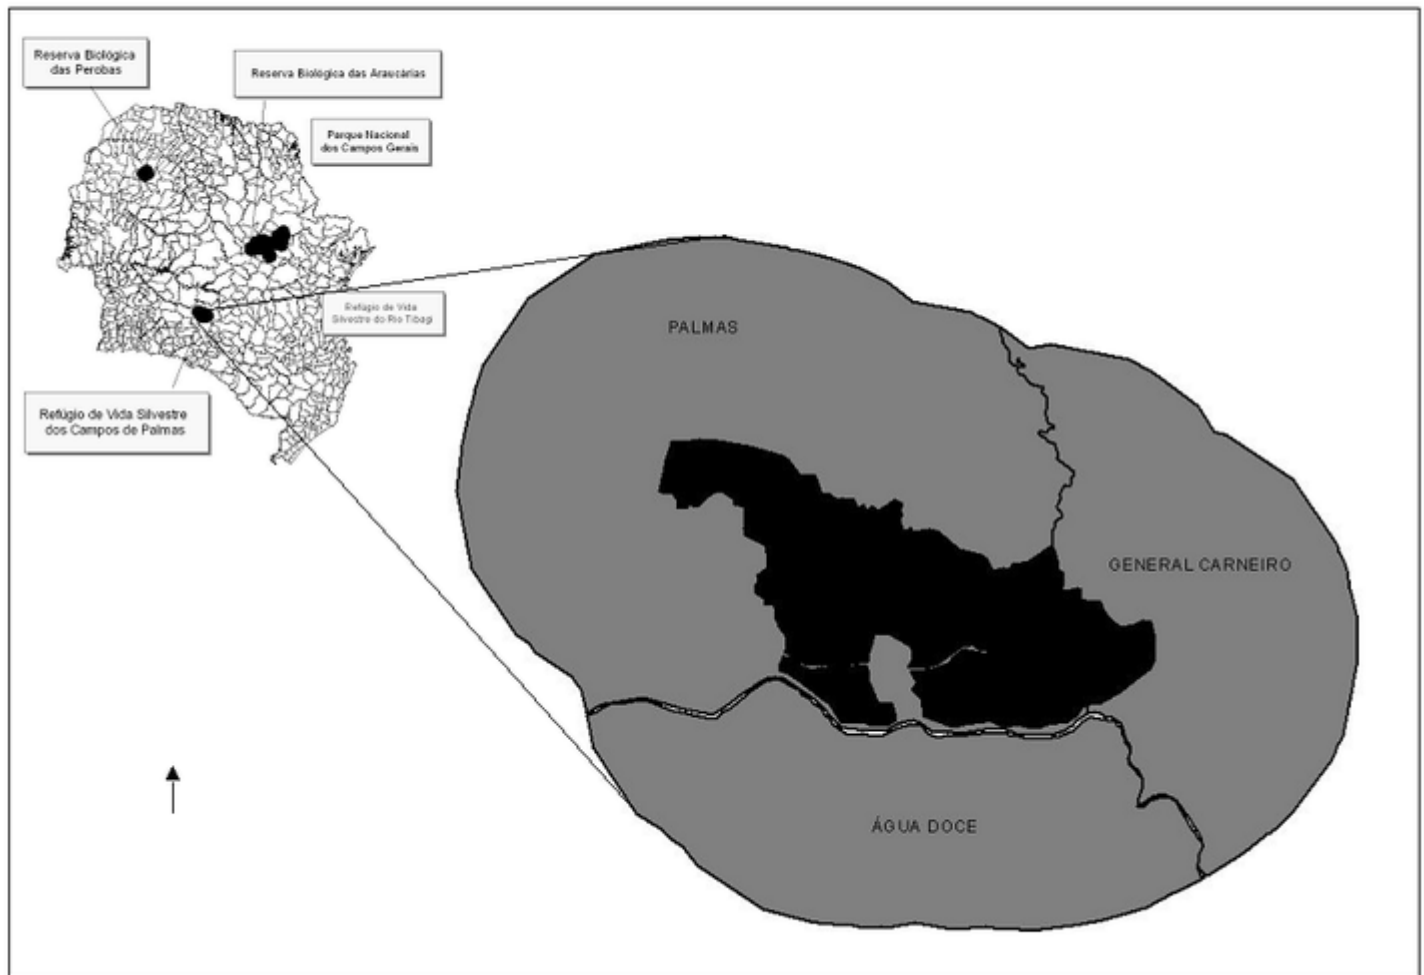 Reserva Biológica
das Perobas
Reserva Biológica das Araucárias
Parque Nacional
dos Campos Gerais
Refúgio de Vida
Silvestre do Rio Tibagi
Refúgio de Vida Silvestre
dos Campos de Palmas
PALMAS
GENERAL CARNEIRO
ÁGUA DOCE